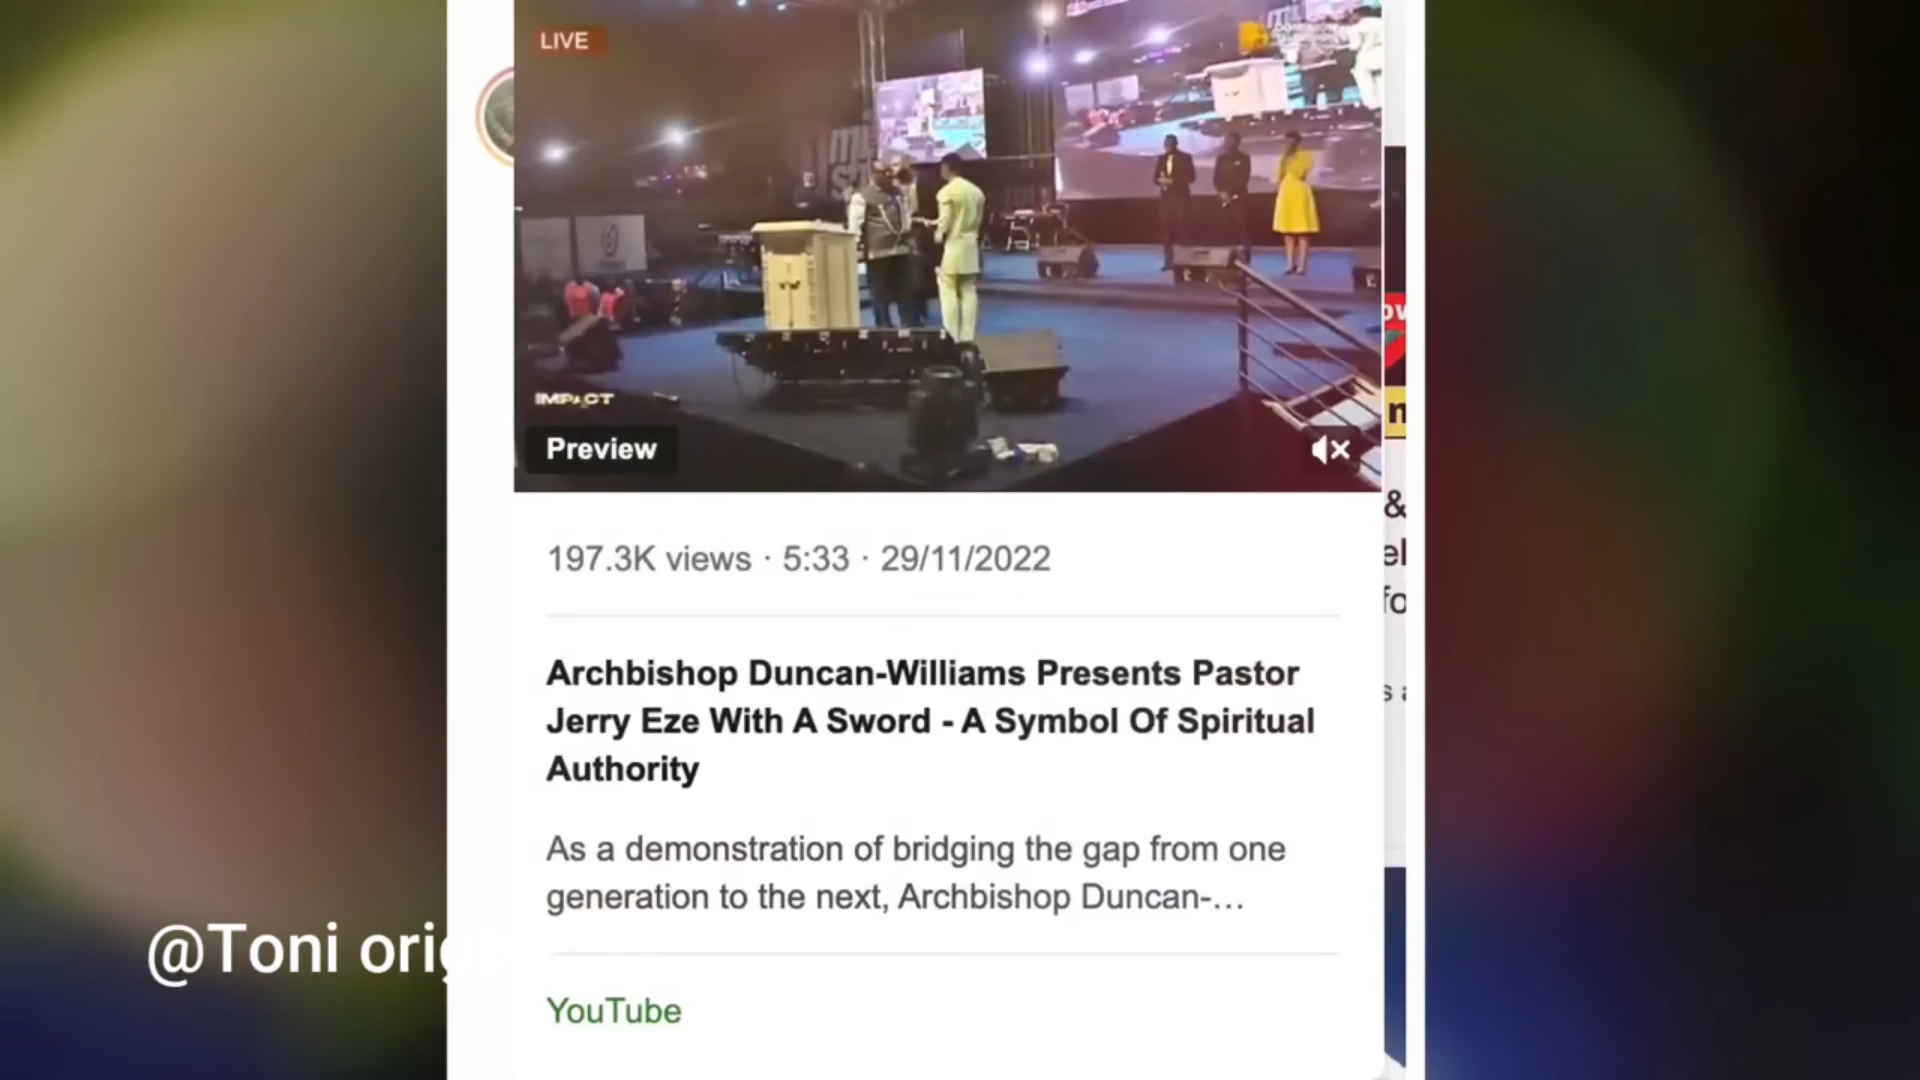 LIVE
IMPACT
Preview
197.3K views · 5:33 · 29/11/2022
Archbishop Duncan-Williams Presents Pastor
Jerry Eze With A Sword - A Symbol Of Spiritual
Authority
As a demonstration of bridging the gap from one
generation to the next, Archbishop Duncan-...
@Toni orig
YouTube
&
el
fo